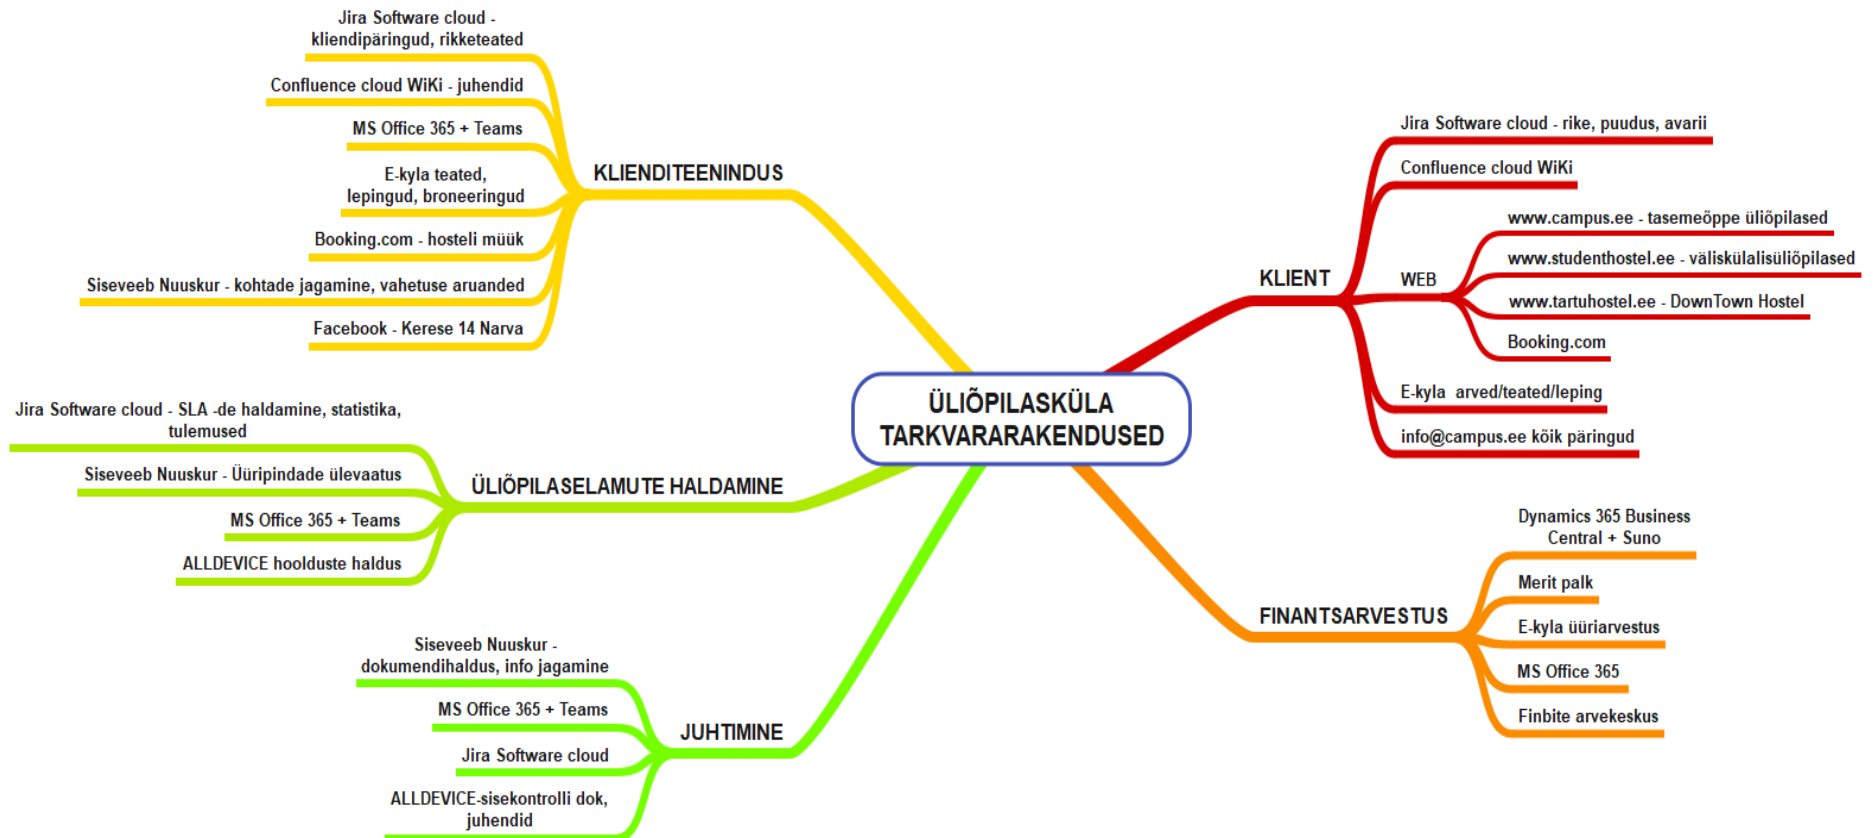 ÜLIÕPILASKÜLA
TARKVARARAKENDUSED
KLIENDITEENINDUS
Jira Software cloud -
kliendipäringud, rikketeated
Confluence cloud WiKi - juhendid
MS Office 365 + Teams
E-kyla teated,
lepingud, broneeringud
Booking.com - hosteli müük
Siseveeb Nuuskur - kohtade jagamine, vahetuse aruanded
Facebook - Kerese 14 Narva
ÜLIÕPILASELAMUTE HALDAMINE
Jira Software cloud - SLA -de haldamine, statistika,
tulemused
Siseveeb Nuuskur - Üüripindade ülevaatus
MS Office 365 + Teams
ALLDEVICE hoolduste haldus
JUHTIMINE
Siseveeb Nuuskur -
dokumendihaldus, info jagamine
MS Office 365 + Teams
Jira Software cloud
ALLDEVICE-sisekontrolli dok,
juhendid
KLIENT
Jira Software cloud - rike, puudus, avarii
Confluence cloud WiKi
WEB
www.campus.ee - tasemeõppe üliõpilased
www.studenthostel.ee - väliskülalisüliõpilased
www.tartuhostel.ee - DownTown Hostel
Booking.com
E-kyla  arved/teated/leping
info@campus.ee kõik päringud
FINANTSARVESTUS
Dynamics 365 Business
Central + Suno
Merit palk
E-kyla üüriarvestus
MS Office 365
Finbite arvekeskus